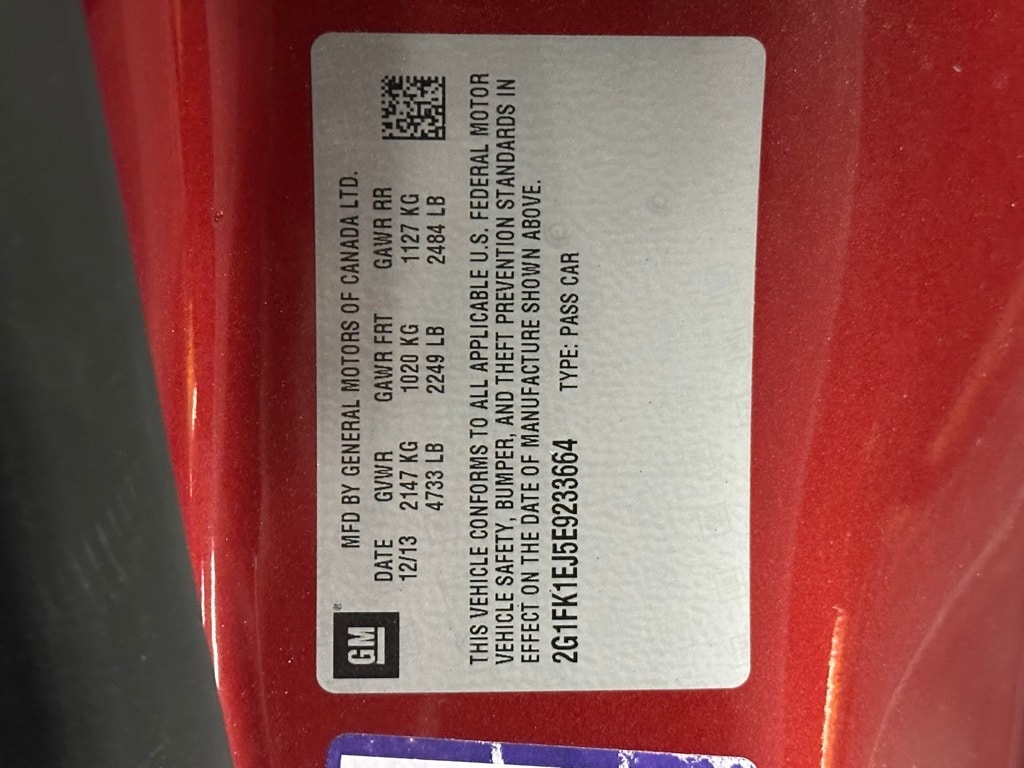 GM
MFD BY GENERAL MOTORS OF CANADA LTD.
DATE GVWR GAWR FRT GAWR RR
12/13 2147 KG 1020 KG 1127 KG
4733 LB 2249 LB 2484 LB
THIS VEHICLE CONFORMS TO ALL APPLICABLE U.S. FEDERAL MOTOR
VEHICLE SAFETY, BUMPER, AND THEFT PREVENTION STANDARDS IN
EFFECT ON THE DATE OF MANUFACTURE SHOWN ABOVE.
2G1FK1EJ5E9233664 TYPE: PASS CAR